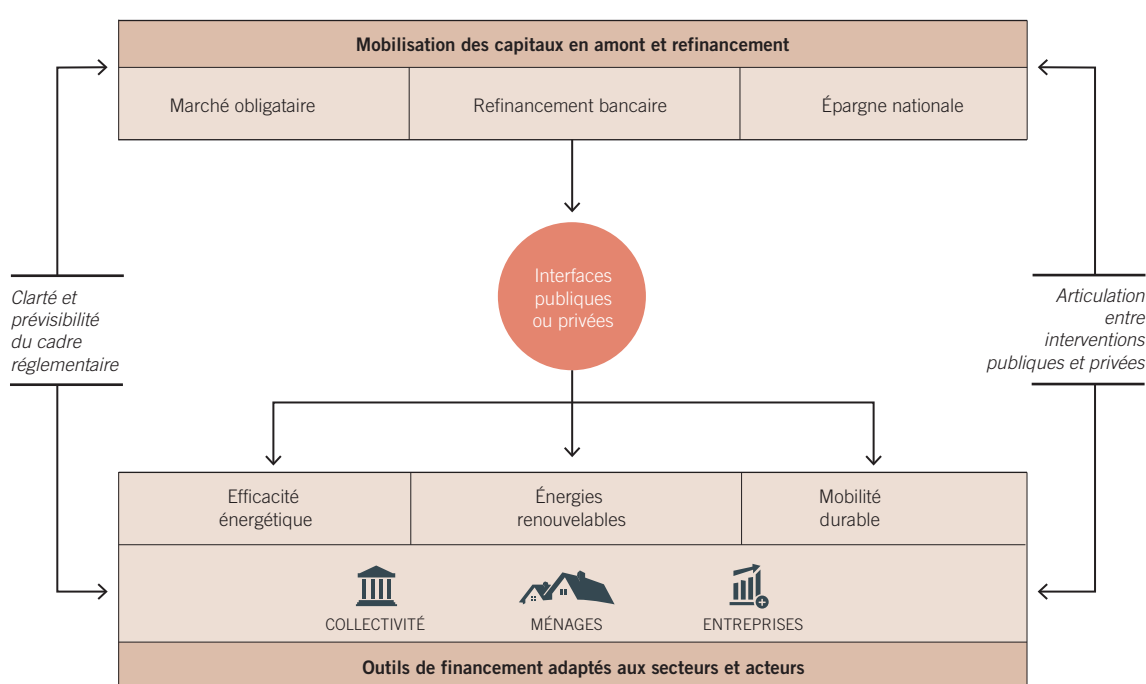 Mobilisation des capitaux en amont et refinancement
Marché obligataire
Refinancement bancaire
Épargne nationale
Interfaces
publiques
ou privées
Clarté et
prévisibilité
du cadre
réglementaire
Articulation
entre
interventions
publiques et privées
Efficacité
énergétique
Énergies
renouvelables
Mobilité
durable
COLLECTIVITÉ
MÉNAGES
ENTREPRISES
Outils de financement adaptés aux secteurs et acteurs